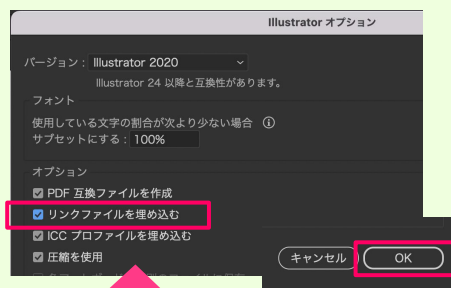 Illustrator オプション
バージョン : Illustrator 2020
Illustrator 24 以降と互換性があります。
フォント
使用している文字の割合が次より少ない場合
サブセットにする : 100%
オプション
PDF 互換ファイルを作成
リンクファイルを埋め込む
ICC プロファイルを埋め込む
圧縮を使用
キャンセル
OK